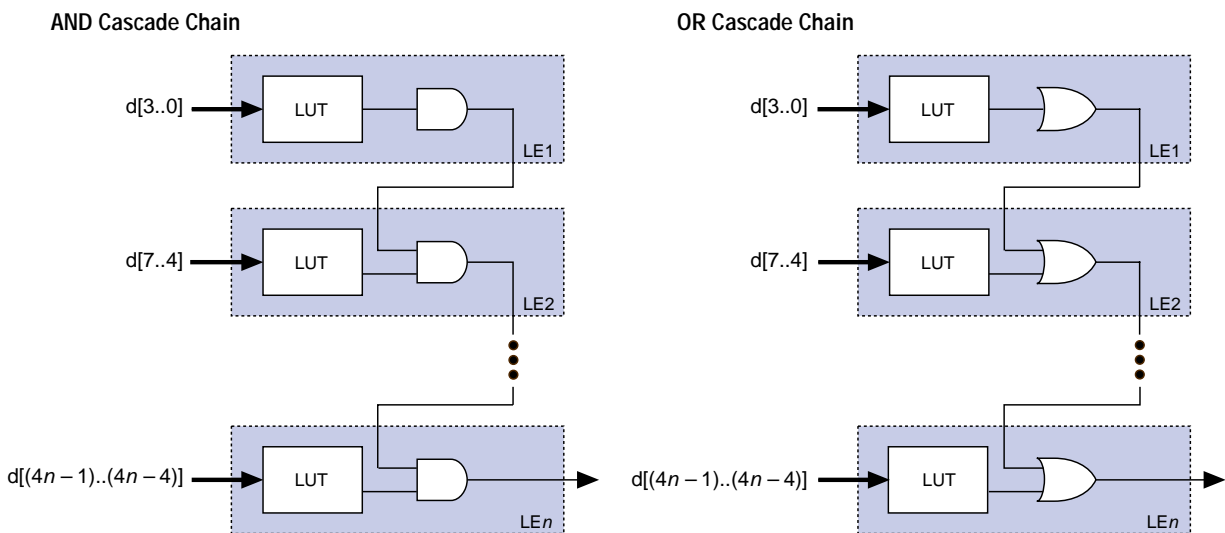 AND Cascade Chain
d[3..0]
LUT
LE1
d[7..4]
LUT
LE2
d[(4n – 1)..(4n – 4)]
LUT
LEn
OR Cascade Chain
d[3..0]
LUT
LE1
d[7..4]
LUT
LE2
d[(4n – 1)..(4n – 4)]
LUT
LEn